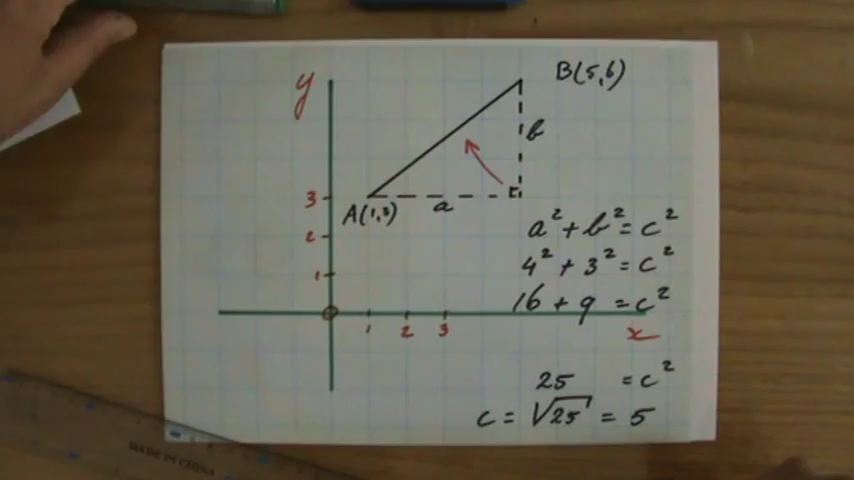 y
B(5,6)
b
3
A(1,3)
a
2
1
a² + b² = c²
4² + 3² = c²
16 + 9 = c²
0
1 2 3
x
25 = c²
c = √25 = 5
MADE IN CHINA